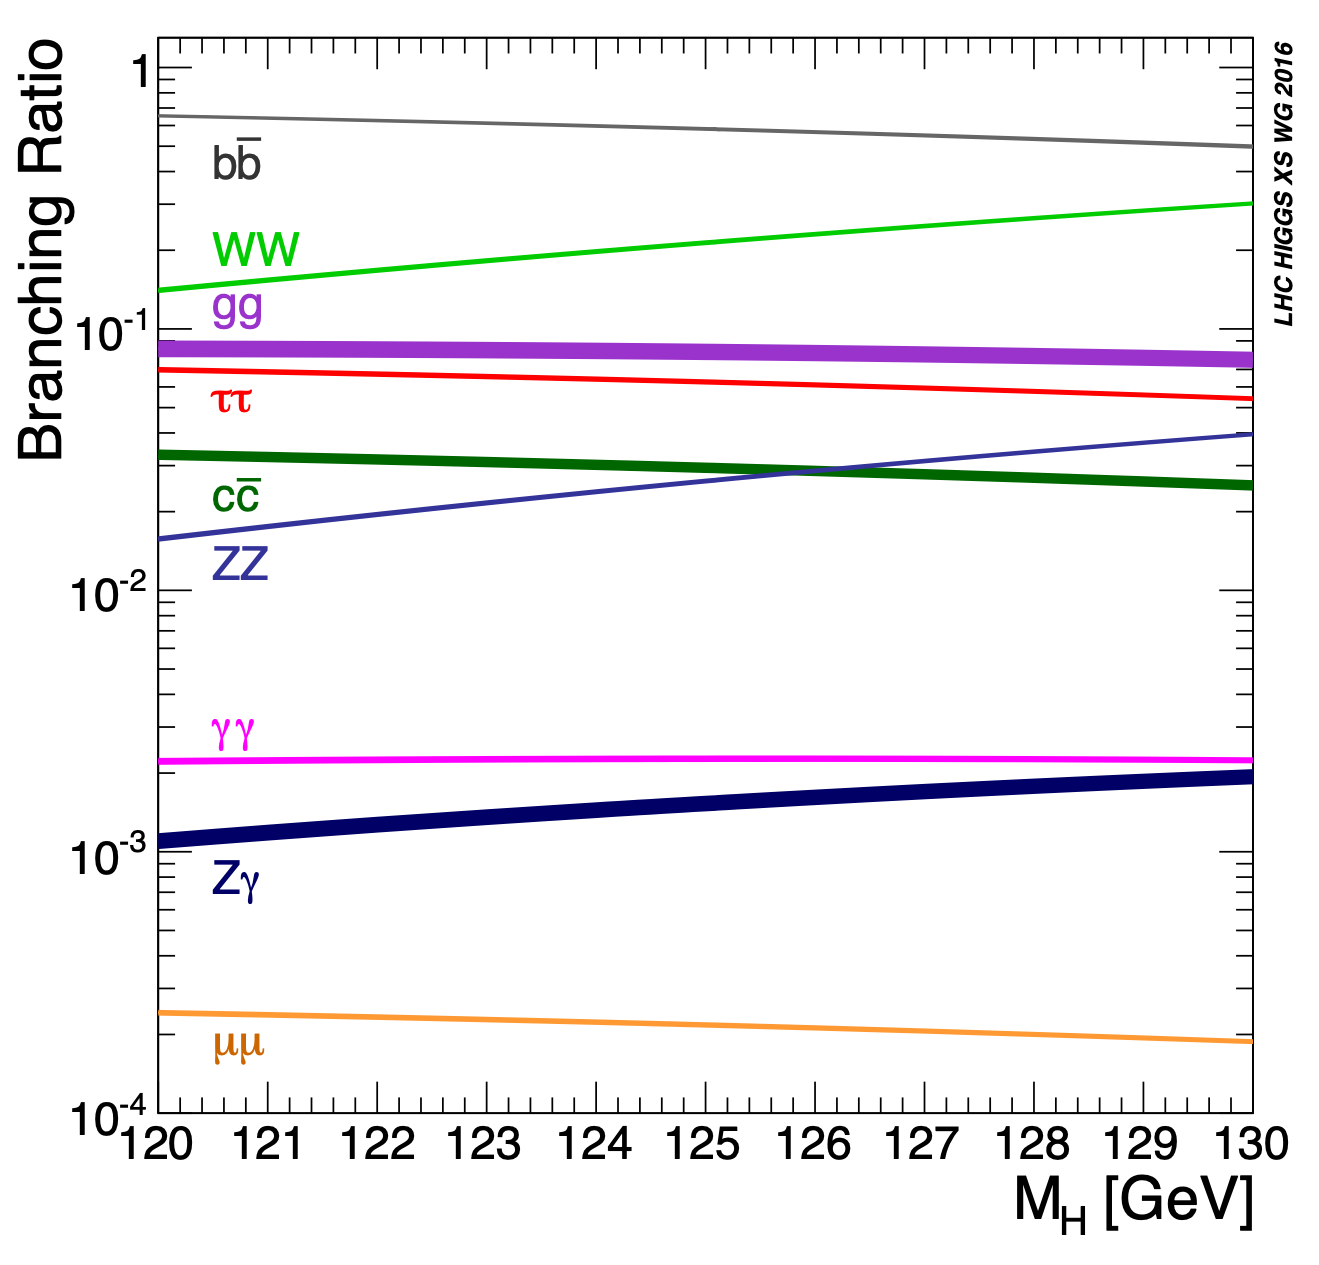 Branching Ratio
1
10-1
10-2
10-3
10-4
bb̅
WW
gg
ττ
cc̅
ZZ
γγ
Zγ
μμ
120 121 122 123 124 125 126 127 128 129 130
MH [GeV]
LHC HIGGS XS WG 2016